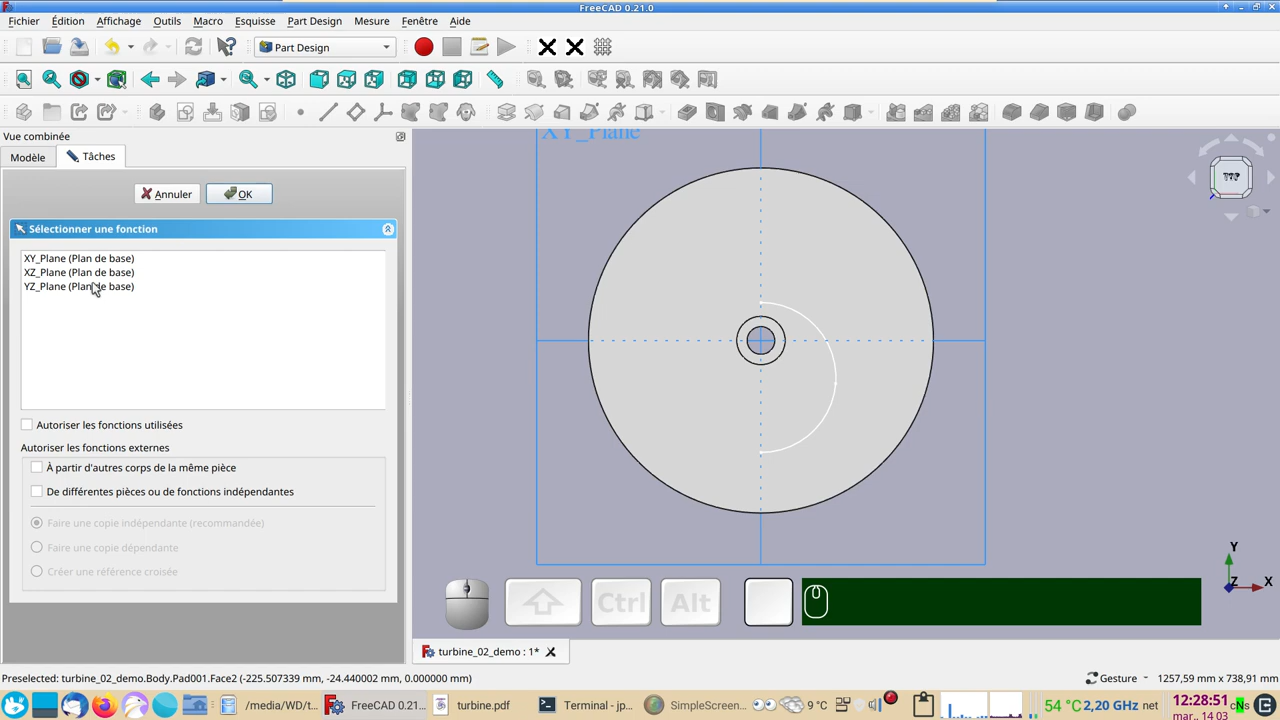 FreeCAD 0.21.0
Fichier Édition Affichage Outils Macro Esquisse Part Design Mesure Fenêtre Aide
Part Design
Vue combinée
Modèle Tâches
Annuler OK
Sélectionner une fonction
XY_Plane (Plan de base)
XZ_Plane (Plan de base)
YZ_Plane (Plan de base)
Autoriser les fonctions utilisées
Autoriser les fonctions externes
À partir d'autres corps de la même pièce
De différentes pièces ou de fonctions indépendantes
Faire une copie indépendante (recommandée)
Faire une copie dépendante
Créer une référence croisée
XY_Plane
TOP
Y
Z X
Ctrl Alt
turbine_02_demo : 1*
Preselected: turbine_02_demo.Body.Pad001.Face2 (-225.507339 mm, -24.440002 mm, 0.000000 mm)
Gesture
1257,59 mm x 738,91 mm
/media/WD/t... FreeCAD 0.21... turbine.pdf Terminal - jp... SimpleScreen... 9 °C 54 °C 2,20 GHz net 12:28:51
mar., 14 03